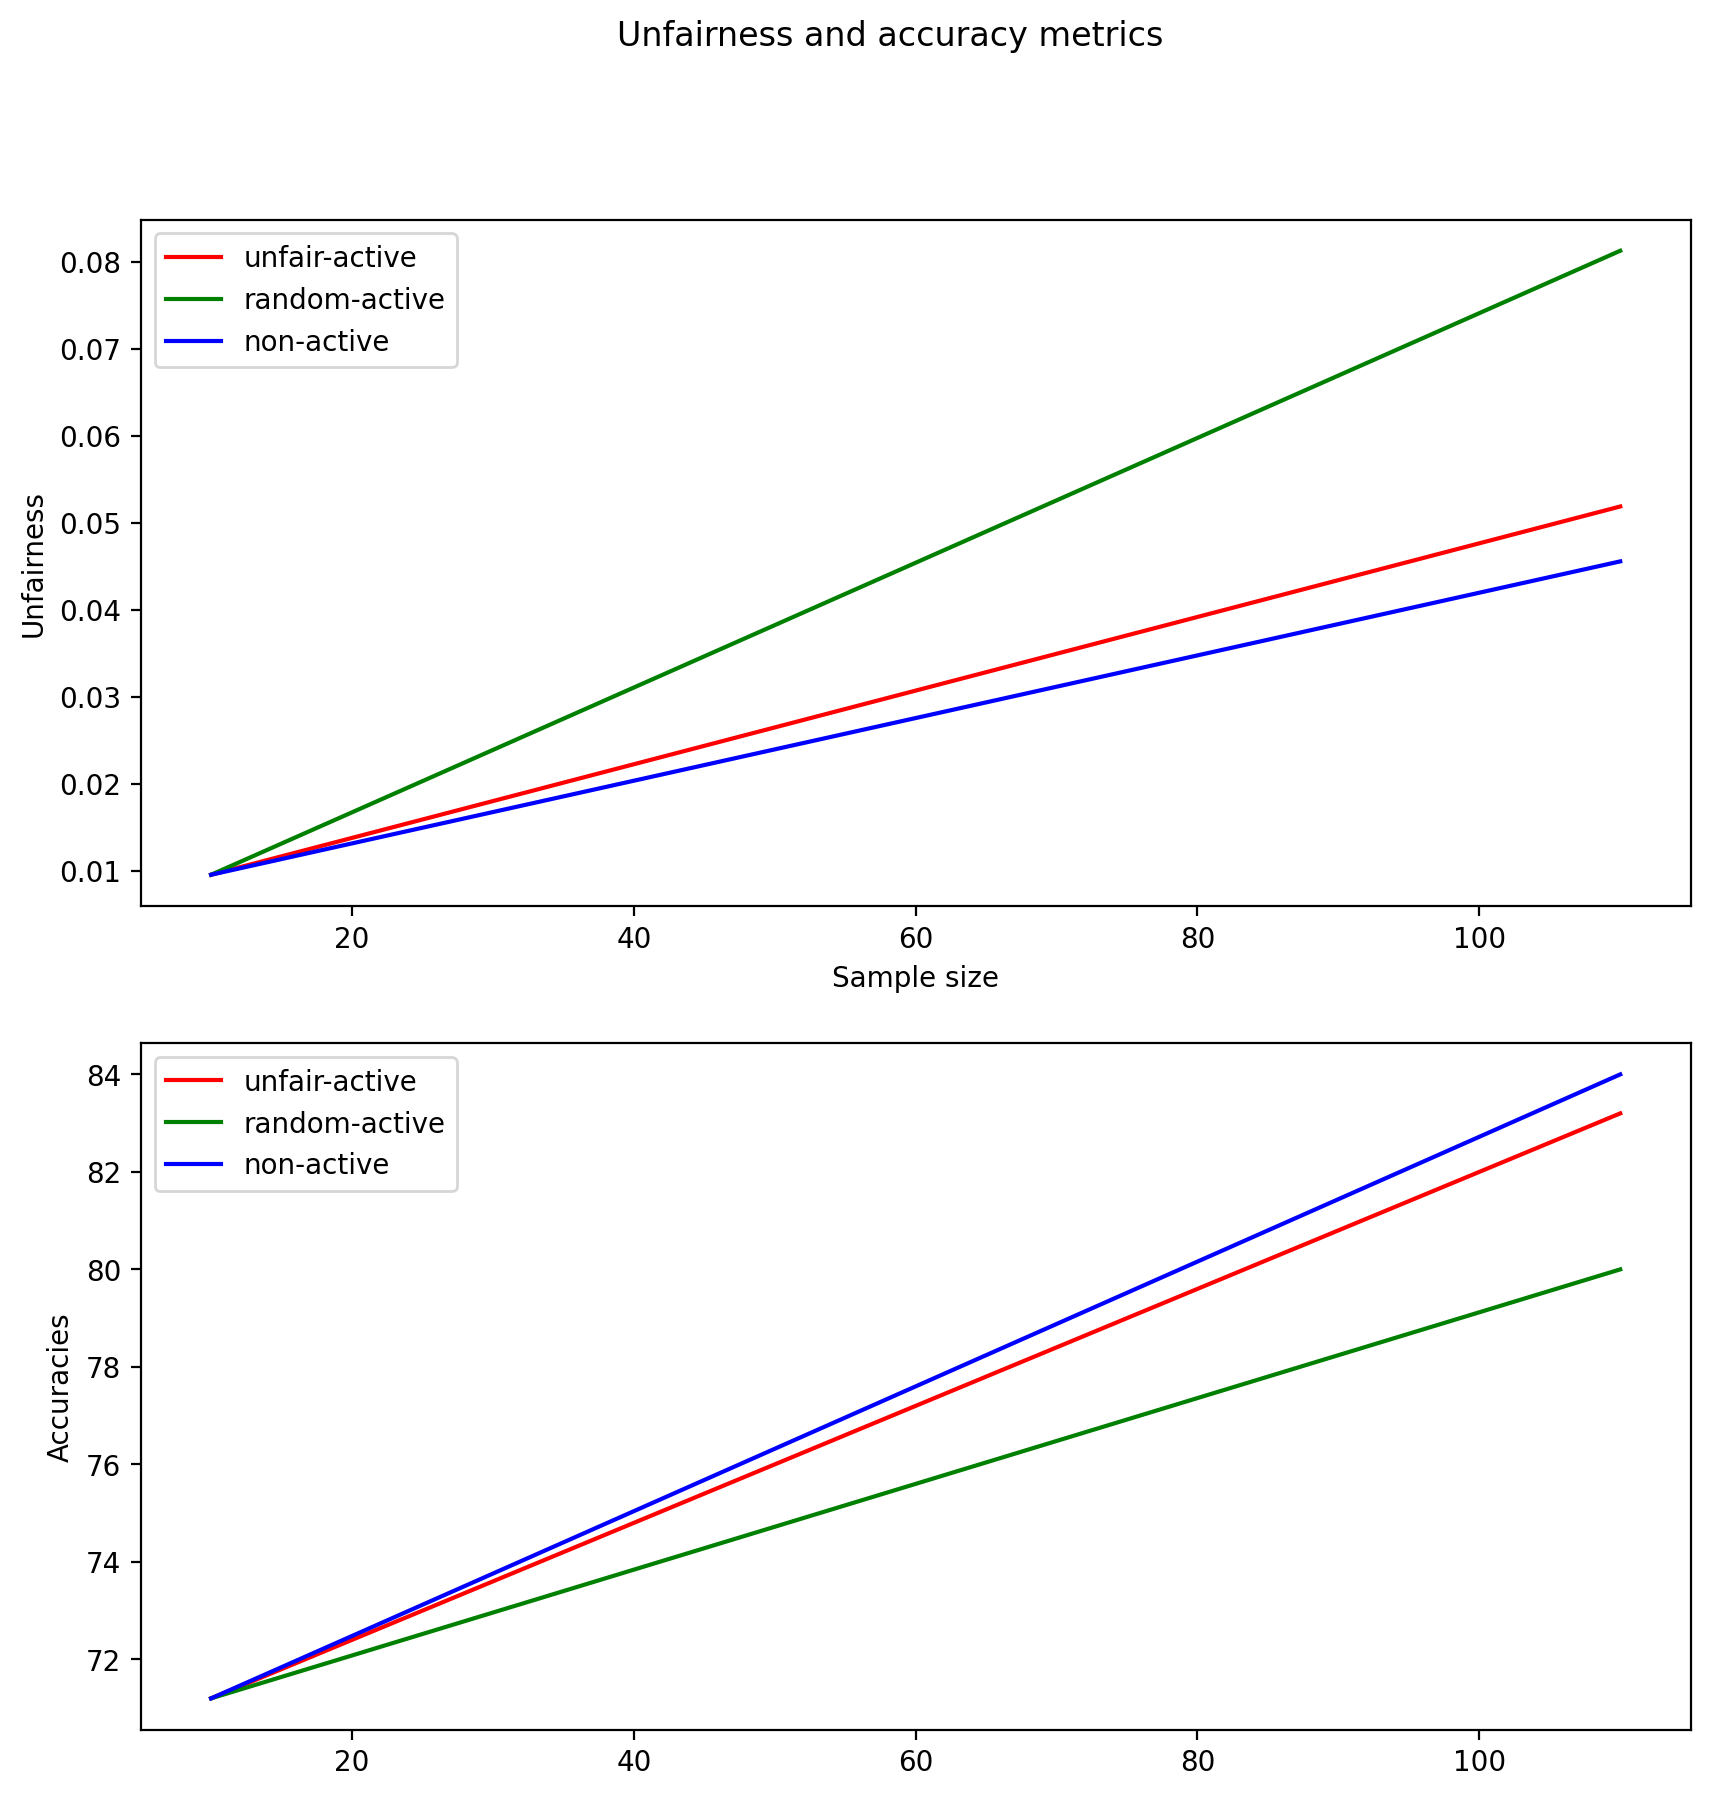 Unfairness and accuracy metrics
unfair-active
random-active
non-active
0.08
0.07
0.06
0.05
0.04
0.03
0.02
0.01
Unfairness
20 40 60 80 100
Sample size
unfair-active
random-active
non-active
84
82
80
78
76
74
72
Accuracies
20 40 60 80 100